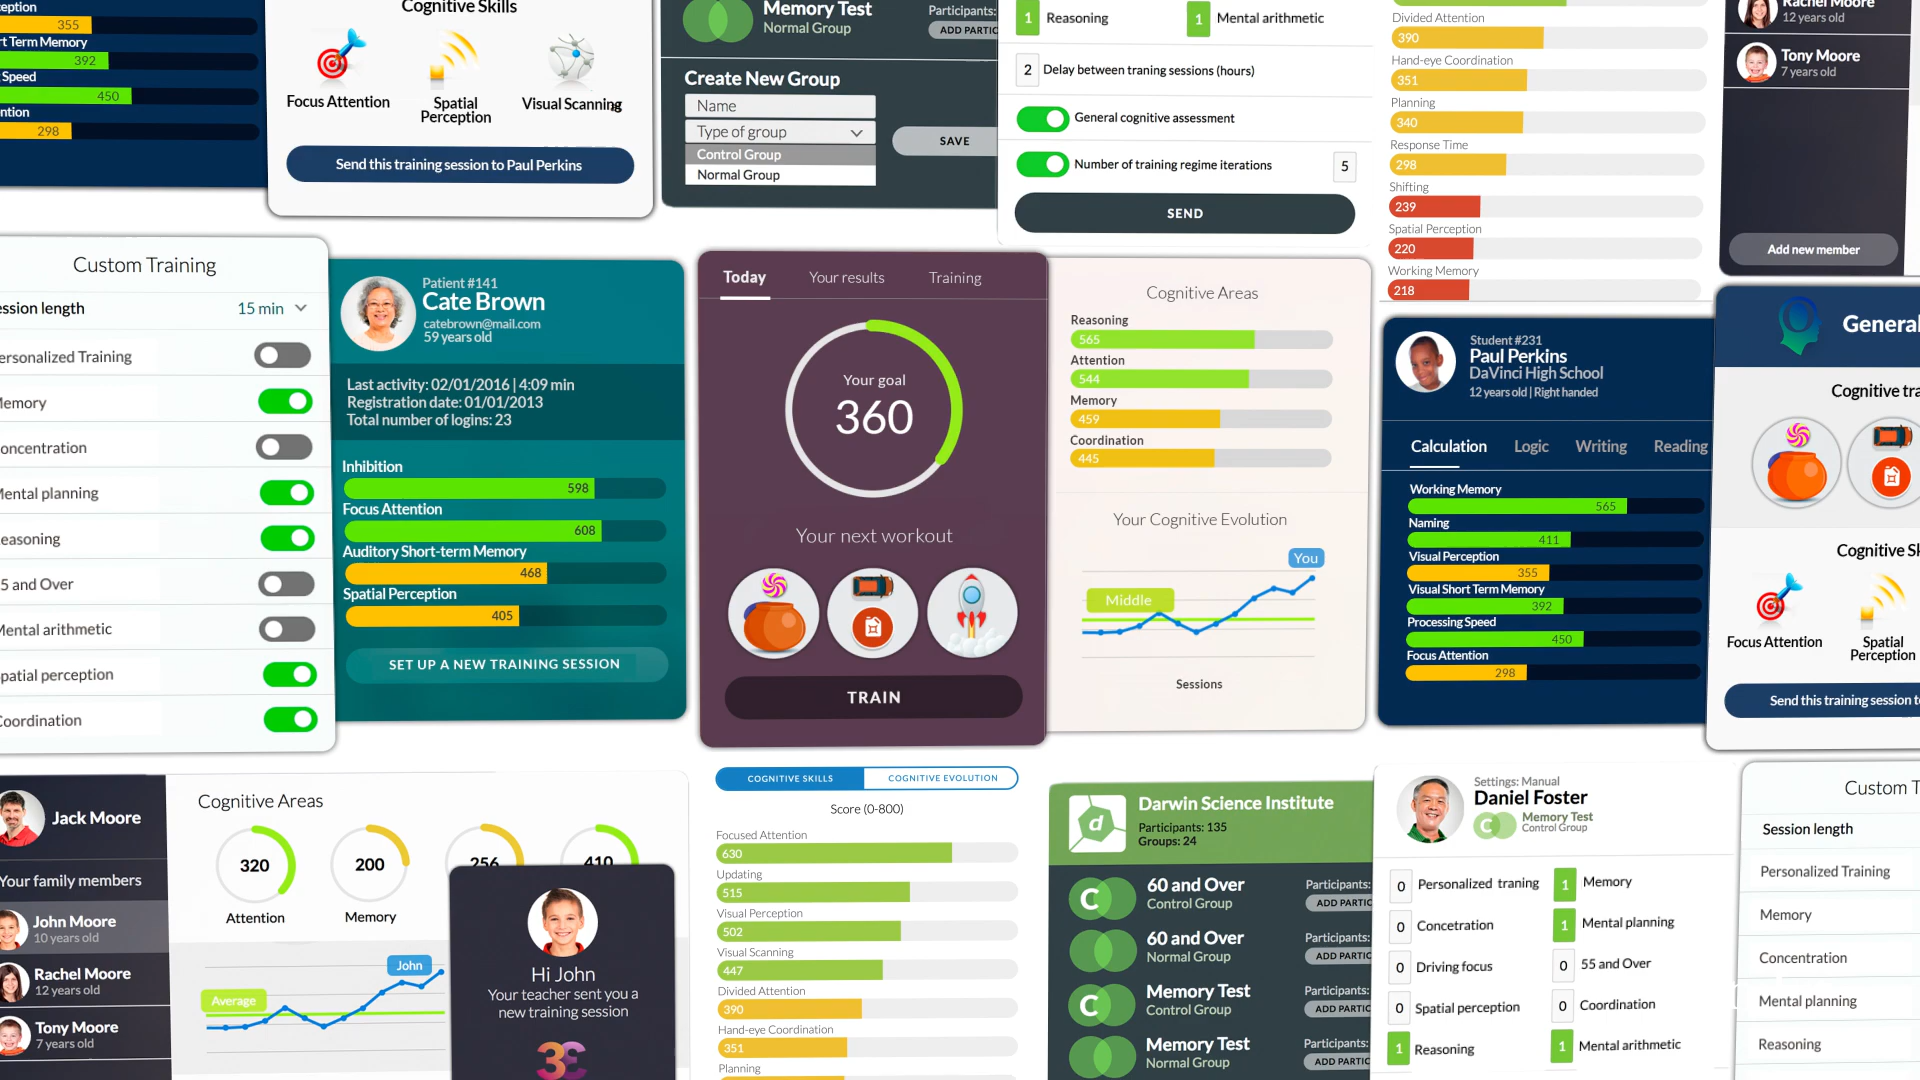 355
Short Term Memory
392
Speed
450
298
Cognitive Skills
Focus Attention
Spatial
Perception
Visual Scanning
Send this training session to Paul Perkins
Memory Test
Normal Group
Participants:
Create New Group
Name
Type of group
Control Group
Normal Group
SAVE
1 Reasoning
1 Mental arithmetic
2 Delay between traning sessions (hours)
General cognitive assessment
Number of training regime iterations 5
SEND
Divided Attention
390
Hand-eye Coordination
351
Planning
340
Response Time
298
Shifting
239
Spatial Perception
220
Working Memory
218
Rachel Moore
12 years old
Tony Moore
7 years old
Add new member
Custom Training
15 min
Patient #141
Cate Brown
catebrown@mail.com
59 years old
Last activity: 02/01/2016 | 4:09 min
Registration date: 01/01/2013
Total number of logins: 23
Inhibition
598
Focus Attention
608
Auditory Short-term Memory
468
Spatial Perception
405
SET UP A NEW TRAINING SESSION
ession length
ersonalized Training
emory
oncentration
ental planning
easoning
5 and Over
ental arithmetic
patial perception
oordination
Today Your results Training
Your goal
360
Your next workout
TRAIN
Cognitive Areas
Reasoning
565
Attention
544
Memory
459
Coordination
445
Your Cognitive Evolution
You
Middle
Sessions
Student #231
Paul Perkins
DaVinci High School
12 years old | Right handed
Calculation Logic Writing Reading
Working Memory
565
Naming
411
Visual Perception
355
Visual Short Term Memory
392
Processing Speed
450
Focus Attention
298
General
Cognitive tra
Cognitive Sk
Focus Attention
Spatial
Perception
Send this training session t
Jack Moore
Your family members
John Moore
10 years old
Rachel Moore
12 years old
Tony Moore
7 years old
Cognitive Areas
320
Attention
200
Memory
256
410
John
Average
Hi John
Your teacher sent you a
new training session
COGNITIVE SKILLS COGNITIVE EVOLUTION
Score (0-800)
Focused Attention
630
Updating
515
Visual Perception
502
Visual Scanning
447
Divided Attention
390
Hand-eye Coordination
351
Planning
d
Darwin Science Institute
Participants: 135
Groups: 24
C
60 and Over
Control Group
Participants:
ADD PARTIC
60 and Over
Normal Group
Participants:
ADD PARTIC
C
Memory Test
Control Group
Participants:
ADD PARTIC
Memory Test
Normal Group
Participants:
ADD PARTIC
Settings: Manual
Daniel Foster
C
Memory Test
Control Group
0 Personalized traning
1 Memory
0 Concetration
1 Mental planning
0 Driving focus
0 55 and Over
0 Spatial perception
0 Coordination
1 Reasoning
1 Mental arithmetic
Custom T
Session length
Personalized Training
Memory
Concentration
Mental planning
Reasoning